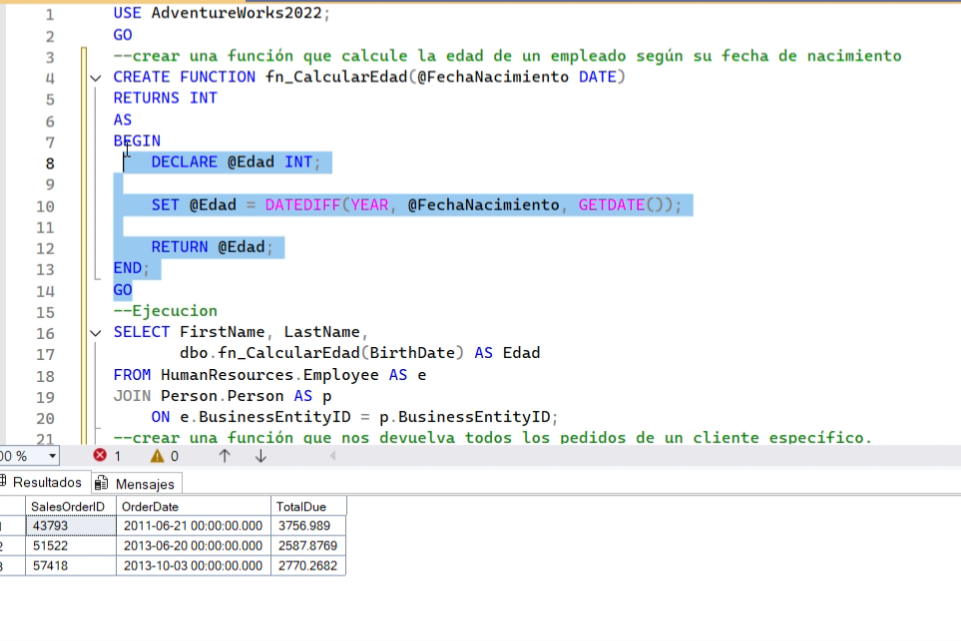 1 USE AdventureWorks2022;
2 GO
3 --crear una función que calcule la edad de un empleado según su fecha de nacimiento
4 CREATE FUNCTION fn_CalcularEdad(@FechaNacimiento DATE)
5 RETURNS INT
6 AS
7 BEGIN
8 DECLARE @Edad INT;
9
10 SET @Edad = DATEDIFF(YEAR, @FechaNacimiento, GETDATE());
11
12 RETURN @Edad;
13 END;
14 GO
15 --Ejecucion
16 SELECT FirstName, LastName,
17 dbo.fn_CalcularEdad(BirthDate) AS Edad
18 FROM HumanResources.Employee AS e
19 JOIN Person.Person AS p
20 ON e.BusinessEntityID = p.BusinessEntityID;
21 --crear una función que nos devuelva todos los pedidos de un cliente específico.
00 % 1 0
Resultados Mensajes
SalesOrderID OrderDate TotalDue
43793 2011-06-21 00:00:00.000 3756.989
2 51522 2013-06-20 00:00:00.000 2587.8769
3 57418 2013-10-03 00:00:00.000 2770.2682